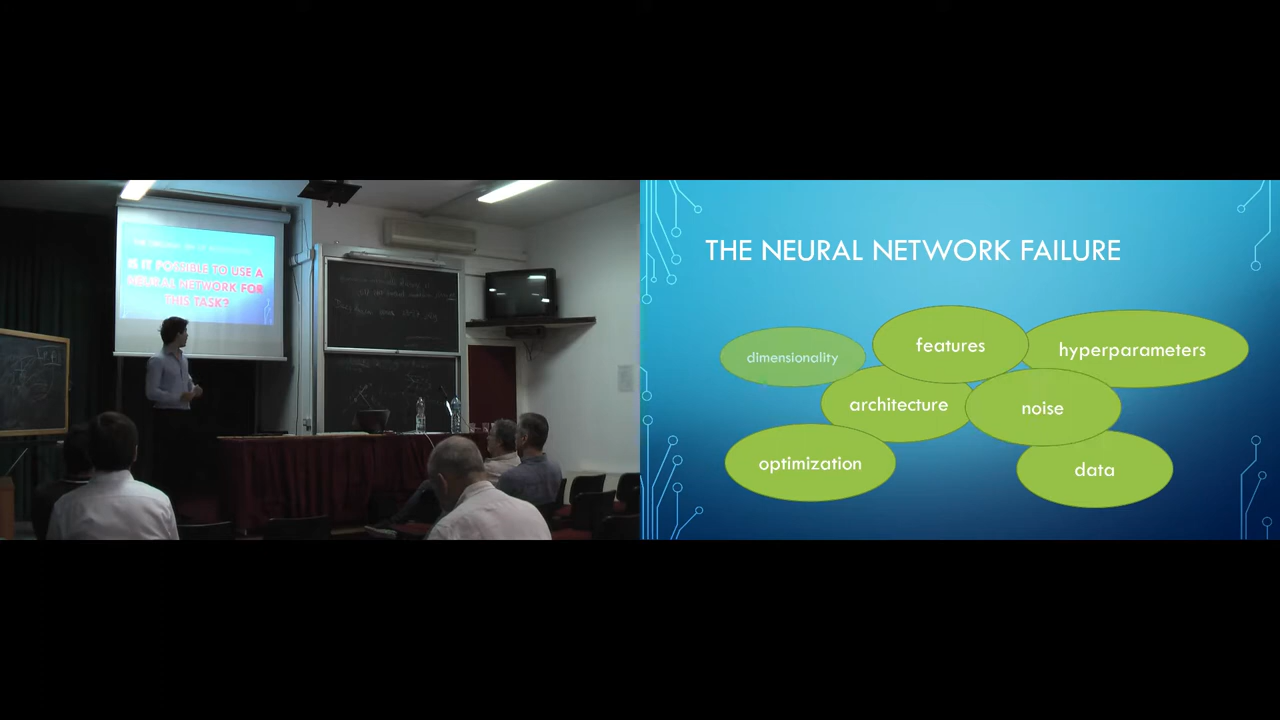 IS IT POSSIBLE TO USE A
NEURAL NETWORK FOR
THIS TASK?
THE NEURAL NETWORK FAILURE
dimensionality
features
hyperparameters
architecture
noise
optimization
data